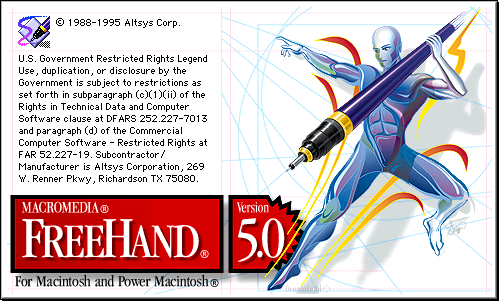 © 1988-1995 Altsys Corp.
U.S. Government Restricted Rights Legend
Use, duplication, or disclosure by the
Government is subject to restrictions as
set forth in subparagraph (c)(1)(ii) of the
Rights in Technical Data and Computer
Software clause at DFARS 252.227-7013
and paragraph (d) of the Commercial
Computer Software - Restricted Rights at
FAR 52.227-19. Subcontractor/
Manufacturer is Altsys Corporation, 269
W. Renner Pkwy, Richardson TX 75080.
MACROMEDIA®
FREEHAND®
Version
5.0
For Macintosh and Power Macintosh®